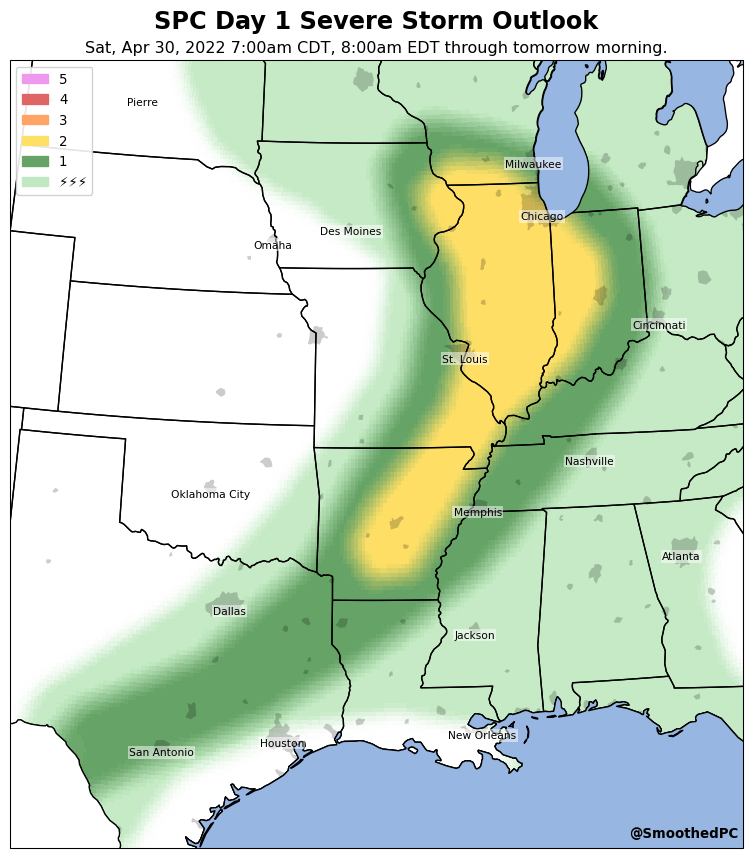 SPC Day 1 Severe Storm Outlook
Sat, Apr 30, 2022 7:00am CDT, 8:00am EDT through tomorrow morning.
5
4
3
2
1
⚡⚡⚡
Pierre
Milwaukee
Chicago
Des Moines
Omaha
Cincinnati
St. Louis
Nashville
Oklahoma City
Memphis
Atlanta
Dallas
Jackson
New Orleans
Houston
San Antonio
@SmoothedPC